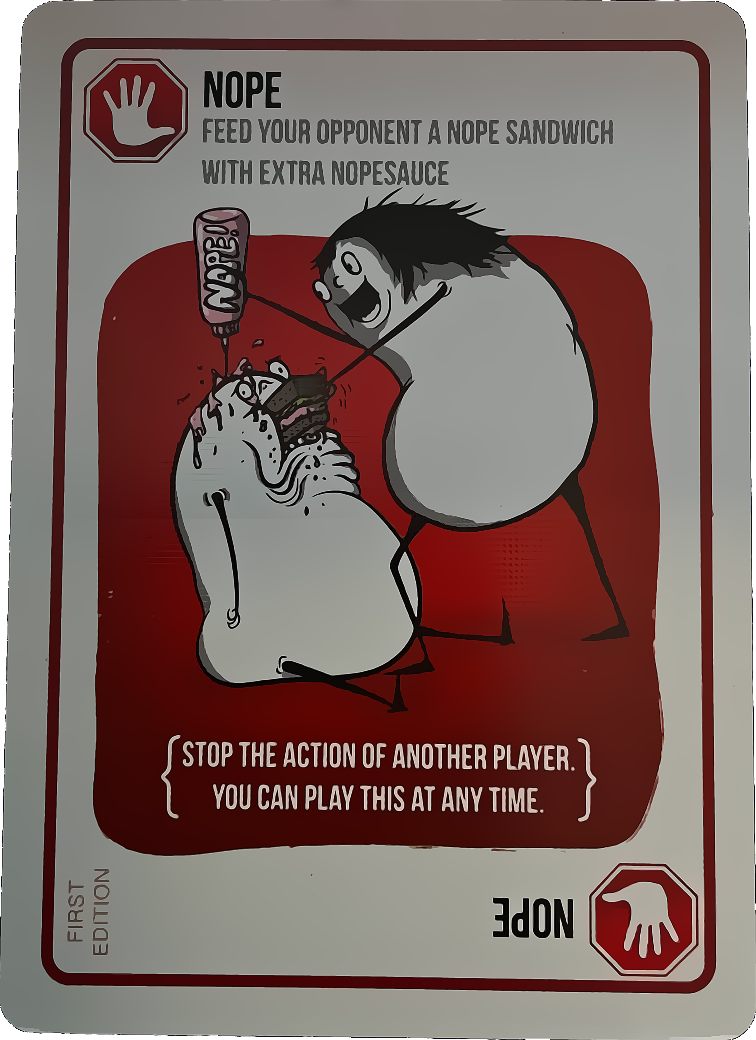 NOPE
FEED YOUR OPPONENT A NOPE SANDWICH
WITH EXTRA NOPESAUCE
NOPE!
{STOP THE ACTION OF ANOTHER PLAYER.
YOU CAN PLAY THIS AT ANY TIME.}
FIRST
EDITION
NOPE